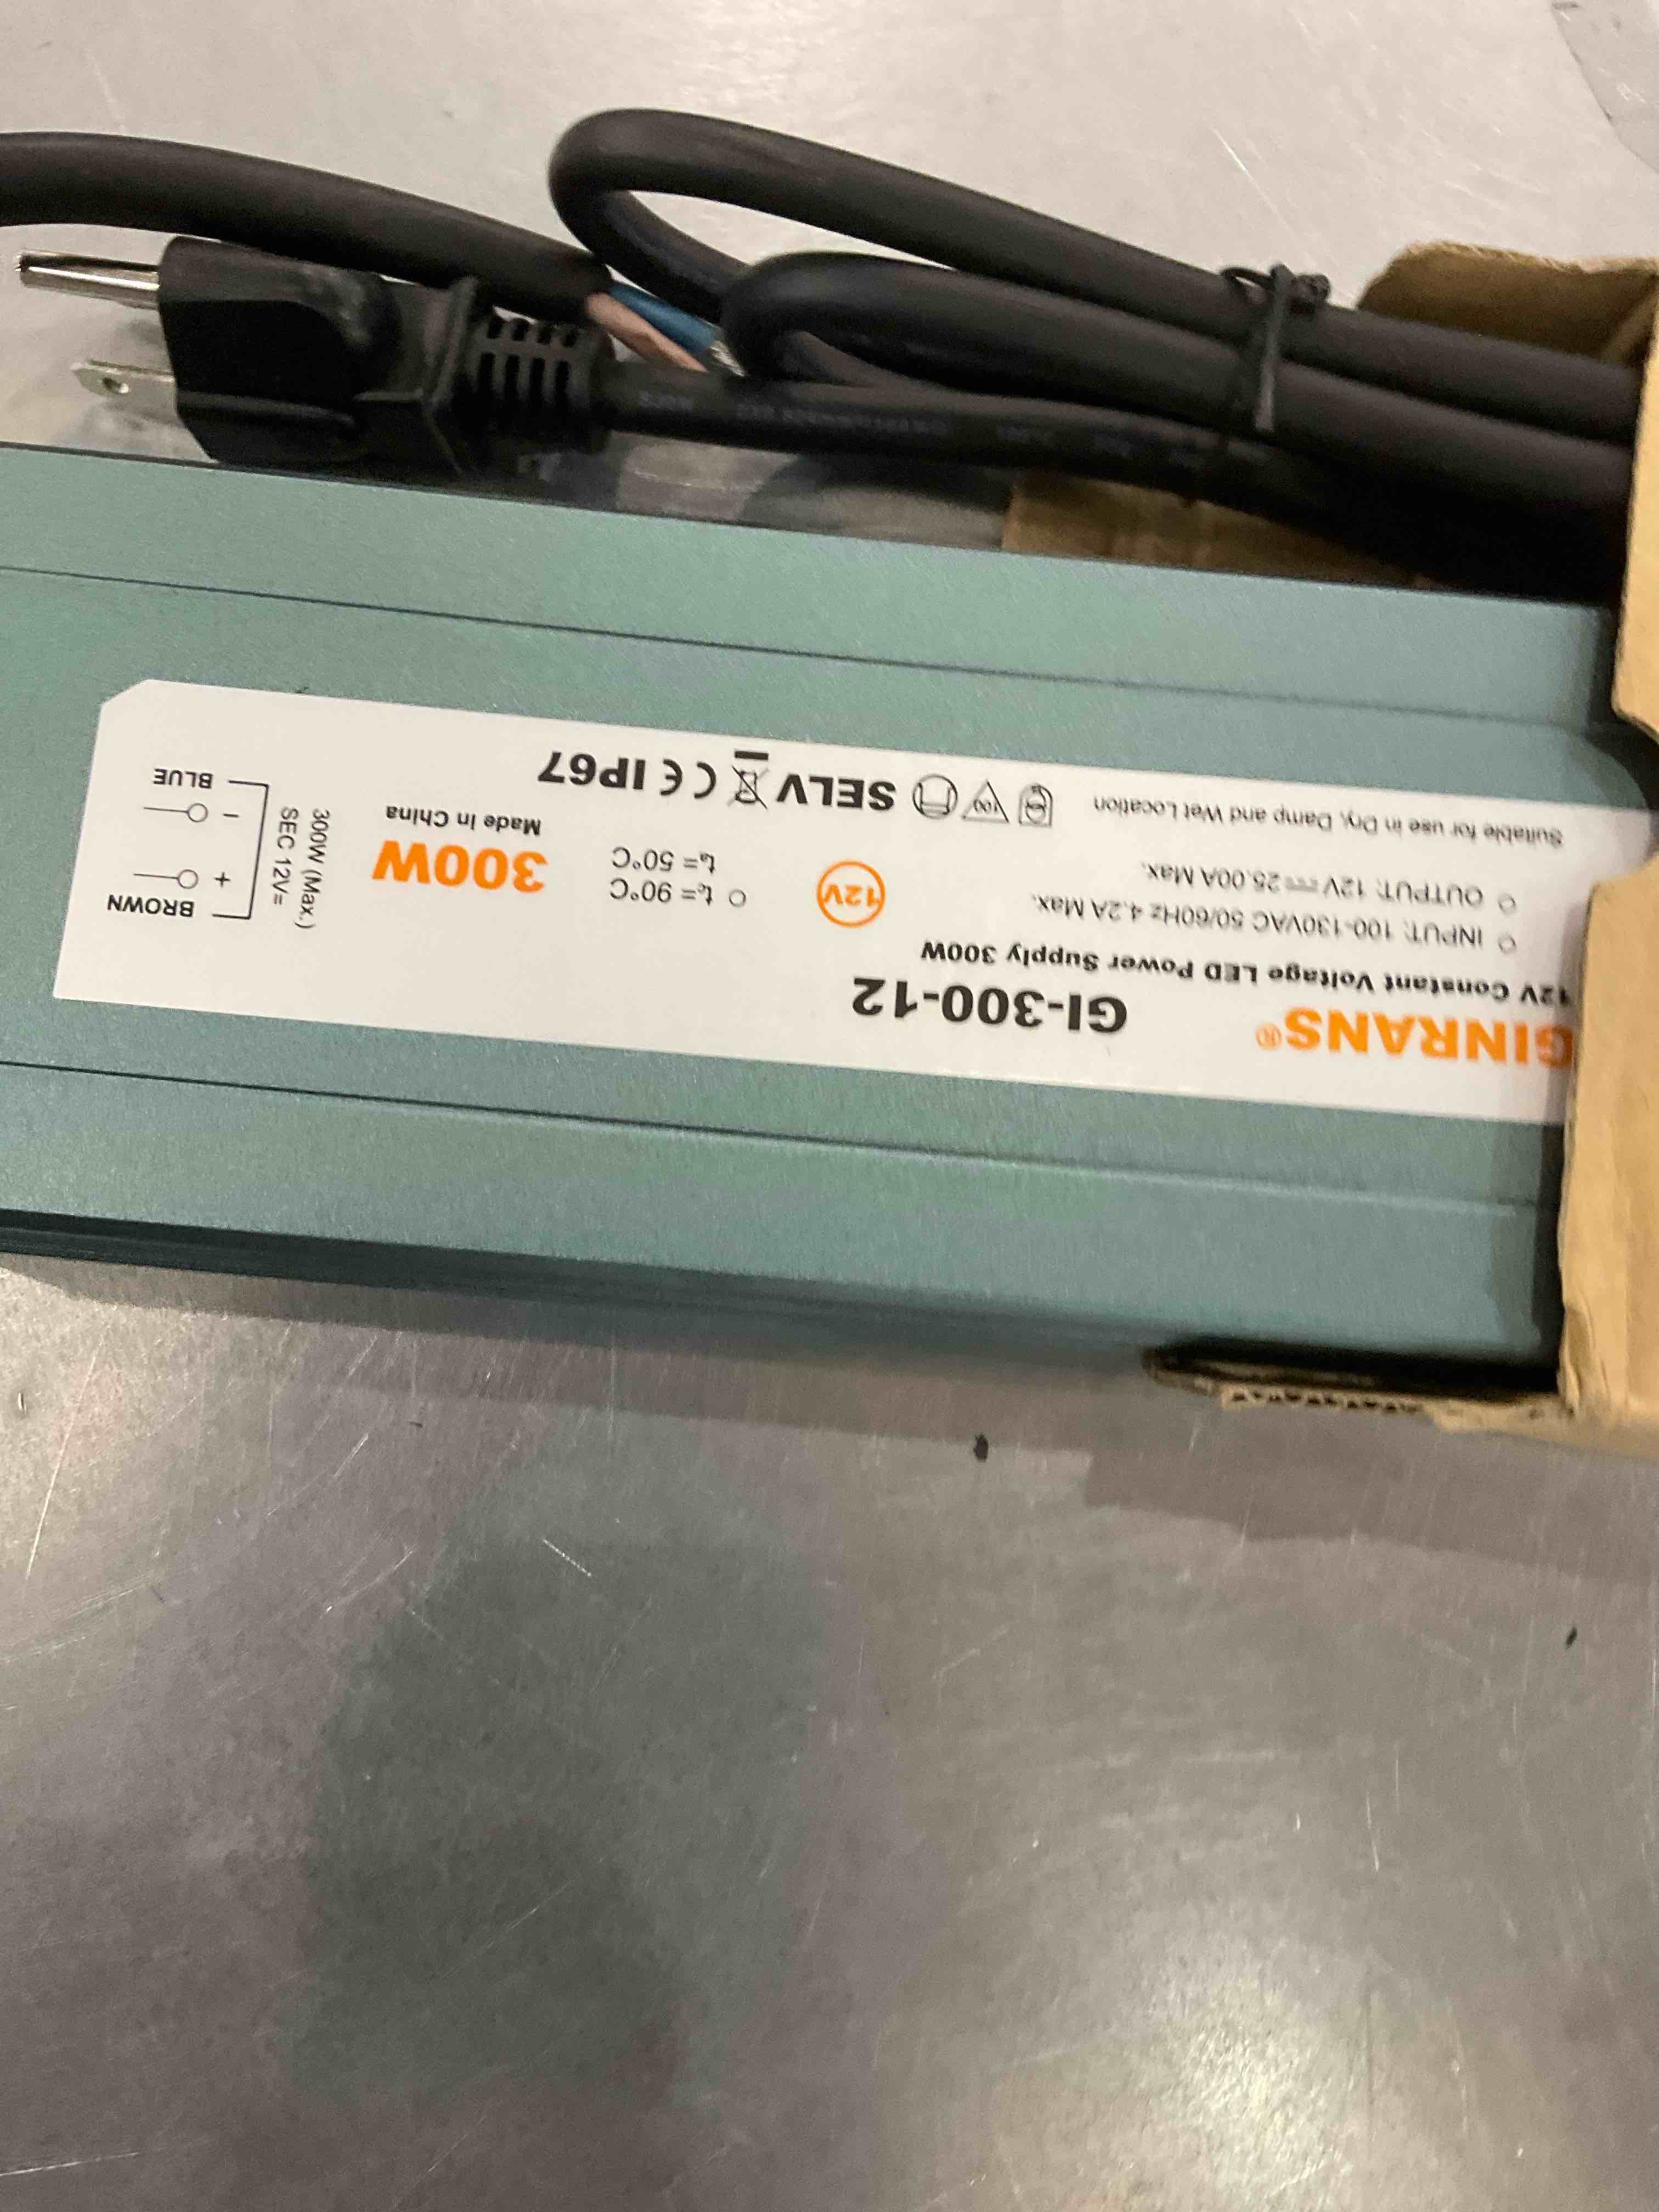 GINRANS®
GI-300-12
12V Constant Voltage LED Power Supply 300W
INPUT: 100-130VAC 50/60Hz 4.2A Max.
OUTPUT: 12V ⎓ 25.00A Max.
Suitable for use in Dry, Damp and Wet Location
12V
tc= 90°C
ta= 50°C
SELV CE IP67
300W
Made in China
SEC 12V=
300W (Max.)
BROWN
+
-
BLUE